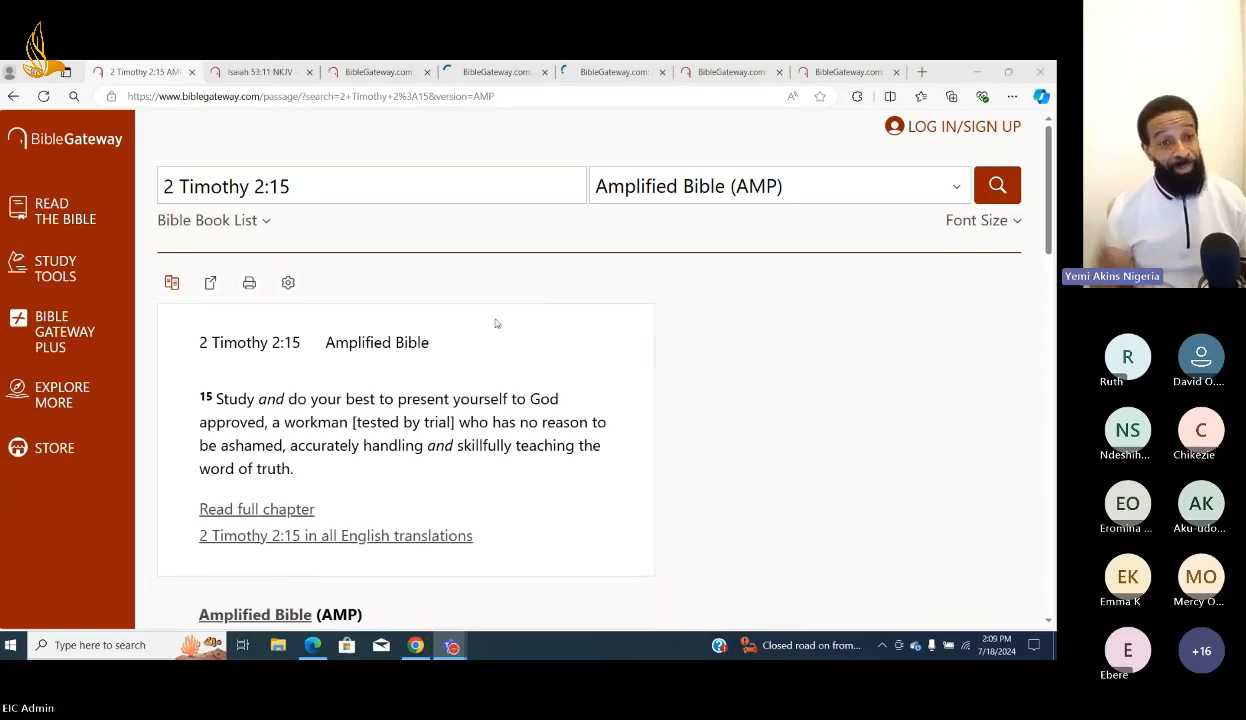 2 Timothy 2:15 AM
Isaiah 53:11 NKJV -
BibleGateway.com:
BibleGateway.com.
BibleGateway.com:
BibleGateway.com:
BibleGateway.com:
https://www.biblegateway.com/passage/?search=2+Timothy+2%3A15&version=AMP
BibleGateway
LOG IN/SIGN UP
2 Timothy 2:15
Amplified Bible (AMP)
Bible Book List
Font Size
READ
THE BIBLE
STUDY
TOOLS
BIBLE
GATEWAY
PLUS
EXPLORE
MORE
STORE
2 Timothy 2:15 Amplified Bible
15 Study and do your best to present yourself to God
approved, a workman [tested by trial] who has no reason to
be ashamed, accurately handling and skillfully teaching the
word of truth.
Read full chapter
2 Timothy 2:15 in all English translations
Amplified Bible (AMP)
Type here to search
Closed road on from...
2:09 PM
7/18/2024
Yemi Akins Nigeria
R
Ruth
David O....
NS
Ndeshih...
C
Chikezie
EO
Eromina ...
AK
Aku-udo...
EK
Emma K
MO
Mercy O...
E
Ebere
+16
EIC Admin